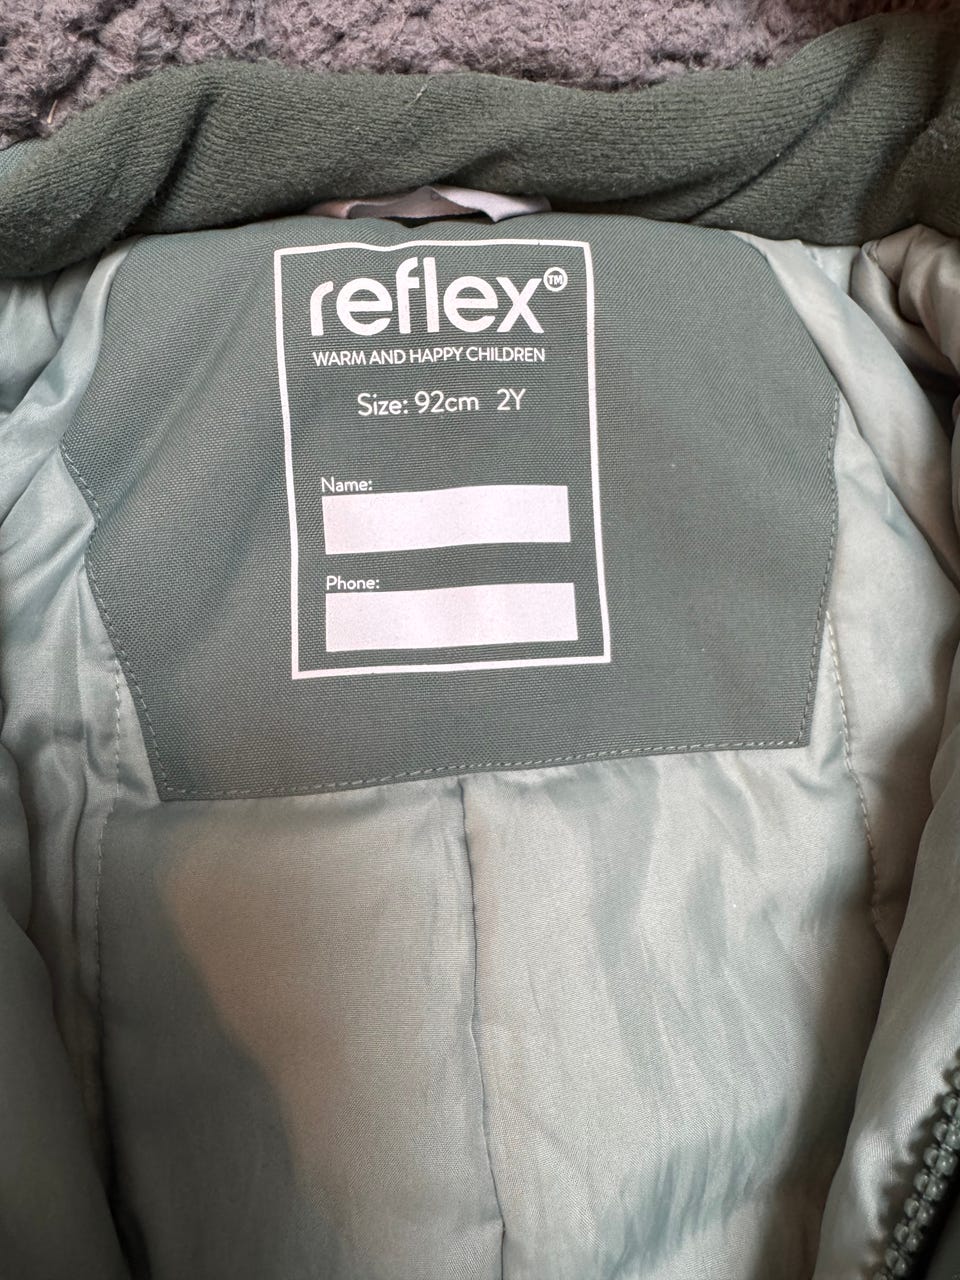 reflex™
WARM AND HAPPY CHILDREN
Size: 92cm 2Y
Name:
Phone: